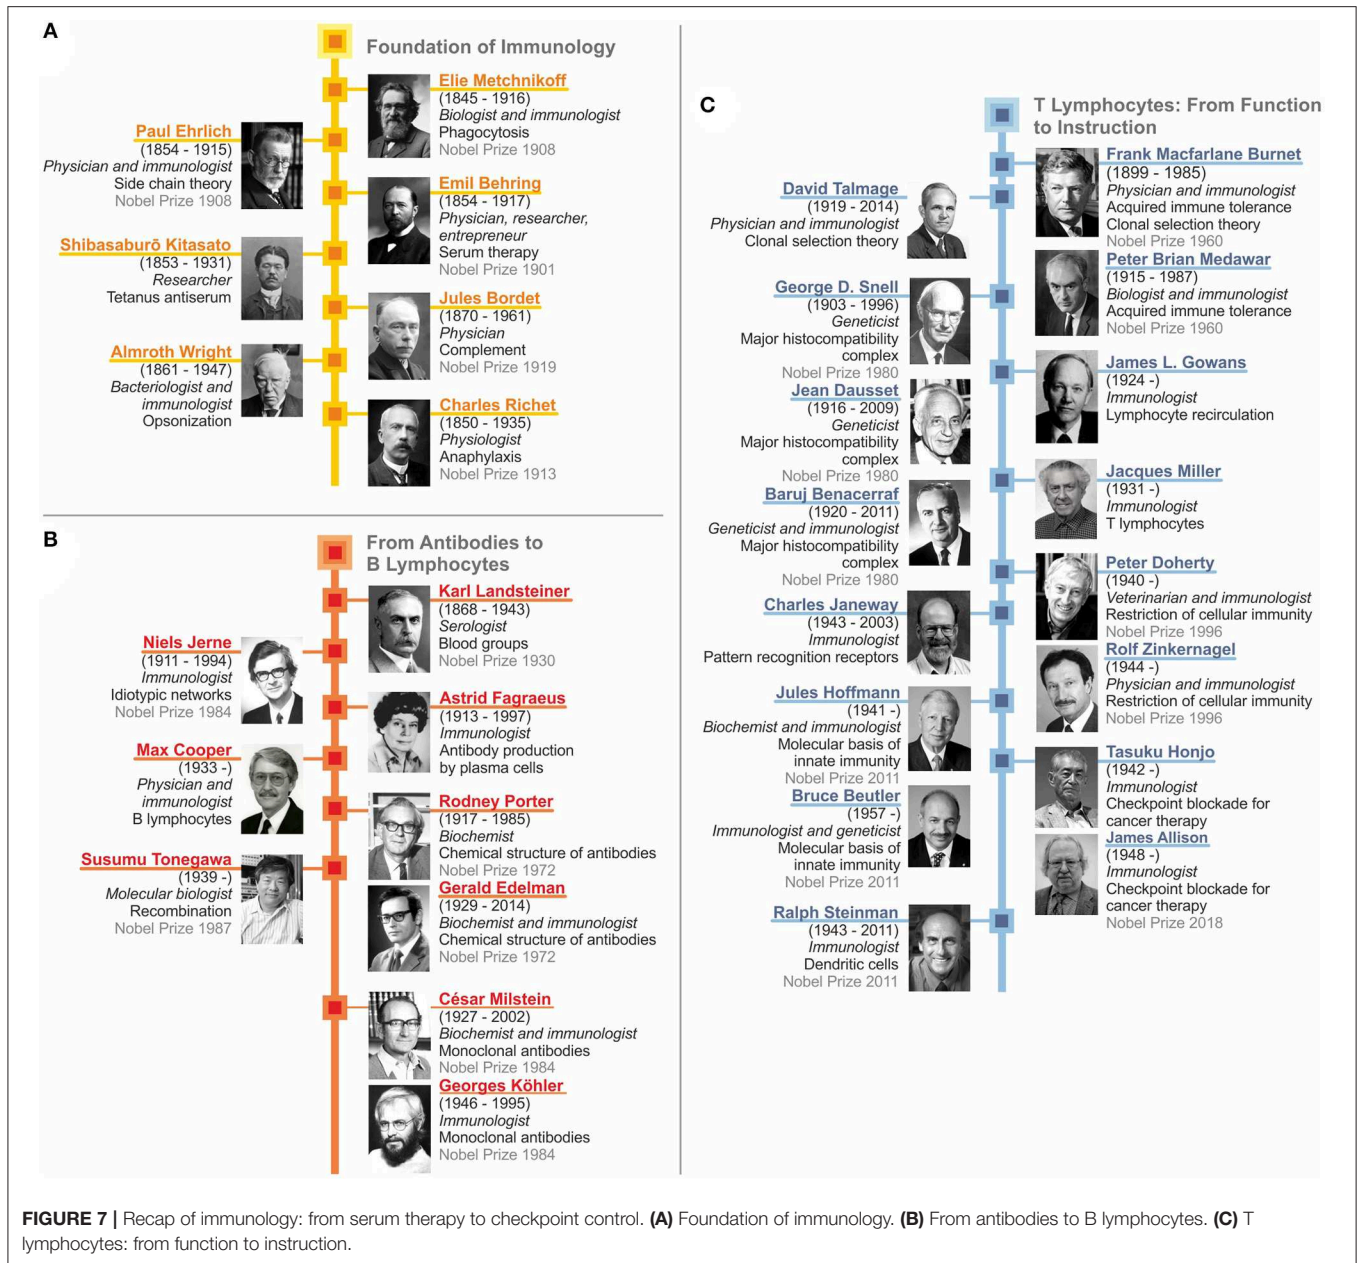 A
Foundation of Immunology
Elie Metchnikoff
(1845 - 1916)
Biologist and immunologist
Phagocytosis
Nobel Prize 1908
Paul Ehrlich
(1854 - 1915)
Physician and immunologist
Side chain theory
Nobel Prize 1908
Emil Behring
(1854 - 1917)
Physician, researcher,
entrepreneur
Serum therapy
Nobel Prize 1901
Shibasaburō Kitasato
(1853 - 1931)
Researcher
Tetanus antiserum
Jules Bordet
(1870 - 1961)
Physician
Complement
Nobel Prize 1919
Almroth Wright
(1861 - 1947)
Bacteriologist and
immunologist
Opsonization
Charles Richet
(1850 - 1935)
Physiologist
Anaphylaxis
Nobel Prize 1913
B
From Antibodies to
B Lymphocytes
Karl Landsteiner
(1868 - 1943)
Serologist
Blood groups
Nobel Prize 1930
Niels Jerne
(1911 - 1994)
Immunologist
Idiotypic networks
Nobel Prize 1984
Astrid Fagraeus
(1913 - 1997)
Immunologist
Antibody production
by plasma cells
Max Cooper
(1933 -)
Physician and
immunologist
B lymphocytes
Rodney Porter
(1917 - 1985)
Biochemist
Chemical structure of antibodies
Nobel Prize 1972
Susumu Tonegawa
(1939 -)
Molecular biologist
Recombination
Nobel Prize 1987
Gerald Edelman
(1929 - 2014)
Biochemist and immunologist
Chemical structure of antibodies
Nobel Prize 1972
César Milstein
(1927 - 2002)
Biochemist and immunologist
Monoclonal antibodies
Nobel Prize 1984
Georges Köhler
(1946 - 1995)
Immunologist
Monoclonal antibodies
Nobel Prize 1984
C
T Lymphocytes: From Function
to Instruction
Frank Macfarlane Burnet
(1899 - 1985)
Physician and immunologist
Acquired immune tolerance
Clonal selection theory
Nobel Prize 1960
David Talmage
(1919 - 2014)
Physician and immunologist
Clonal selection theory
Peter Brian Medawar
(1915 - 1987)
Biologist and immunologist
Acquired immune tolerance
Nobel Prize 1960
George D. Snell
(1903 - 1996)
Geneticist
Major histocompatibility
complex
Nobel Prize 1980
James L. Gowans
(1924 -)
Immunologist
Lymphocyte recirculation
Jean Dausset
(1916 - 2009)
Geneticist
Major histocompatibility
complex
Nobel Prize 1980
Jacques Miller
(1931 -)
Immunologist
T lymphocytes
Baruj Benacerraf
(1920 - 2011)
Geneticist and immunologist
Major histocompatibility
complex
Nobel Prize 1980
Peter Doherty
(1940 -)
Veterinarian and immunologist
Restriction of cellular immunity
Nobel Prize 1996
Charles Janeway
(1943 - 2003)
Immunologist
Pattern recognition receptors
Rolf Zinkernagel
(1944 -)
Physician and immunologist
Restriction of cellular immunity
Nobel Prize 1996
Jules Hoffmann
(1941 -)
Biochemist and immunologist
Molecular basis of
innate immunity
Nobel Prize 2011
Tasuku Honjo
(1942 -)
Immunologist
Checkpoint blockade for
cancer therapy
Bruce Beutler
(1957 -)
Immunologist and geneticist
Molecular basis of
innate immunity
Nobel Prize 2011
James Allison
(1948 -)
Immunologist
Checkpoint blockade for
cancer therapy
Nobel Prize 2018
Ralph Steinman
(1943 - 2011)
Immunologist
Dendritic cells
Nobel Prize 2011
FIGURE 7 | Recap of immunology: from serum therapy to checkpoint control. (A) Foundation of immunology. (B) From antibodies to B lymphocytes. (C) T
lymphocytes: from function to instruction.